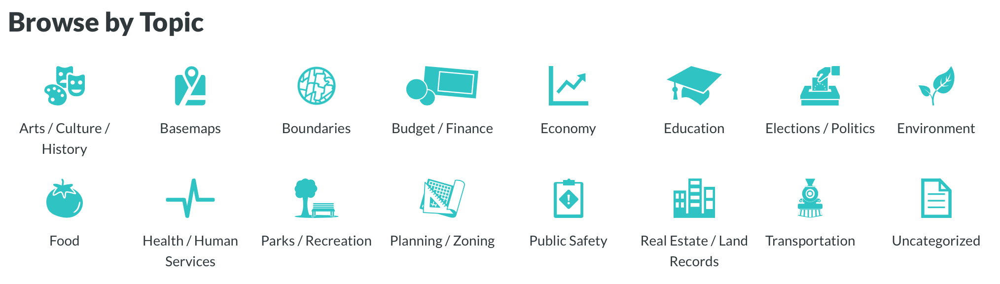 Browse by Topic
Arts / Culture /
History
Basemaps
Boundaries
Budget / Finance
Economy
Education
Elections / Politics
Environment
Food
Health / Human
Services
Parks / Recreation
Planning / Zoning
Public Safety
Real Estate / Land
Records
Transportation
Uncategorized